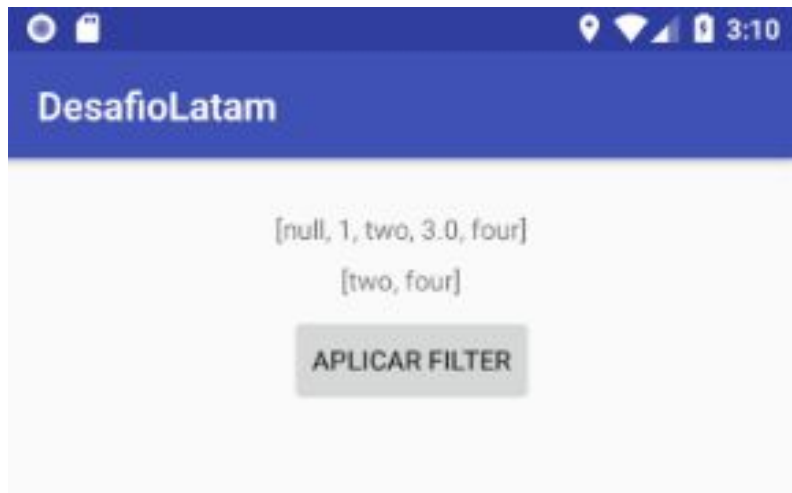 3:10
DesafioLatam
[null, 1, two, 3.0, four]
[two, four]
APLICAR FILTER